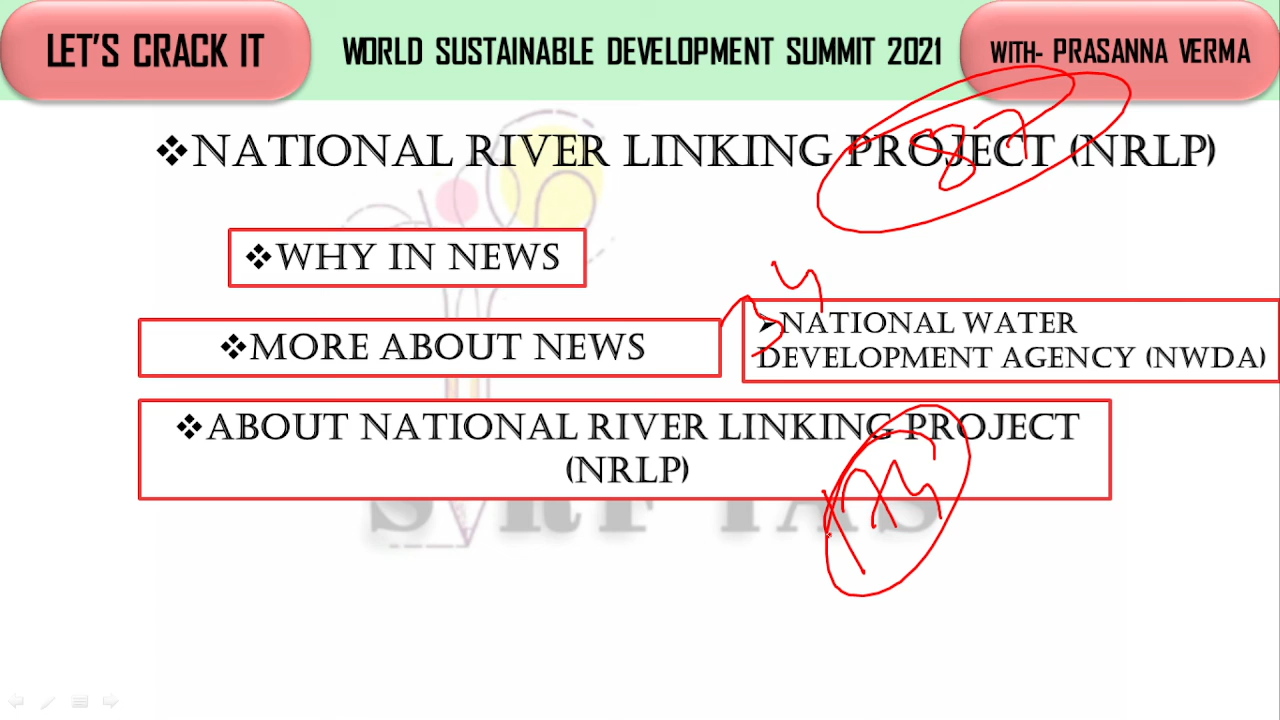 LET'S CRACK IT
WORLD SUSTAINABLE DEVELOPMENT SUMMIT 2021
WITH- PRASANNA VERMA
❖NATIONAL RIVER LINKING PROJECT (NRLP)
87
❖WHY IN NEWS
❖MORE ABOUT NEWS
➤NATIONAL WATER
DEVELOPMENT AGENCY (NWDA)
❖ABOUT NATIONAL RIVER LINKING PROJECT
(NRLP)